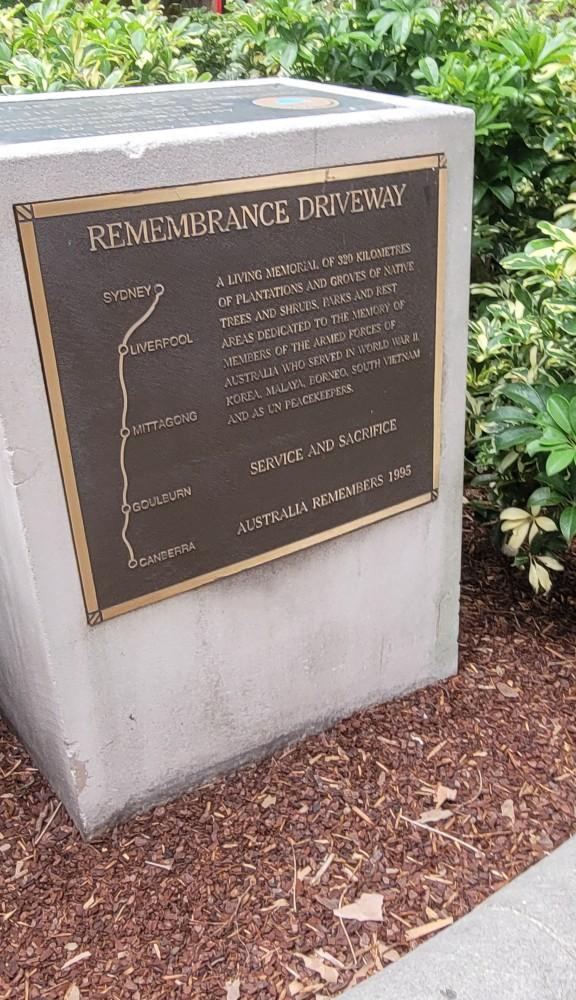 REMEMBRANCE DRIVEWAY
SYDNEY
LIVERPOOL
MITTAGONG
GOULBURN
CANBERRA
A LIVING MEMORIAL OF 320 KILOMETRES
OF PLANTATIONS AND GROVES OF NATIVE
TREES AND SHRUBS, PARKS AND REST
AREAS DEDICATED TO THE MEMORY OF
MEMBERS OF THE ARMED FORCES OF
AUSTRALIA WHO SERVED IN WORLD WAR II,
KOREA, MALAYA, BORNEO, SOUTH VIETNAM
AND AS UN PEACEKEEPERS.
SERVICE AND SACRIFICE
AUSTRALIA REMEMBERS 1995